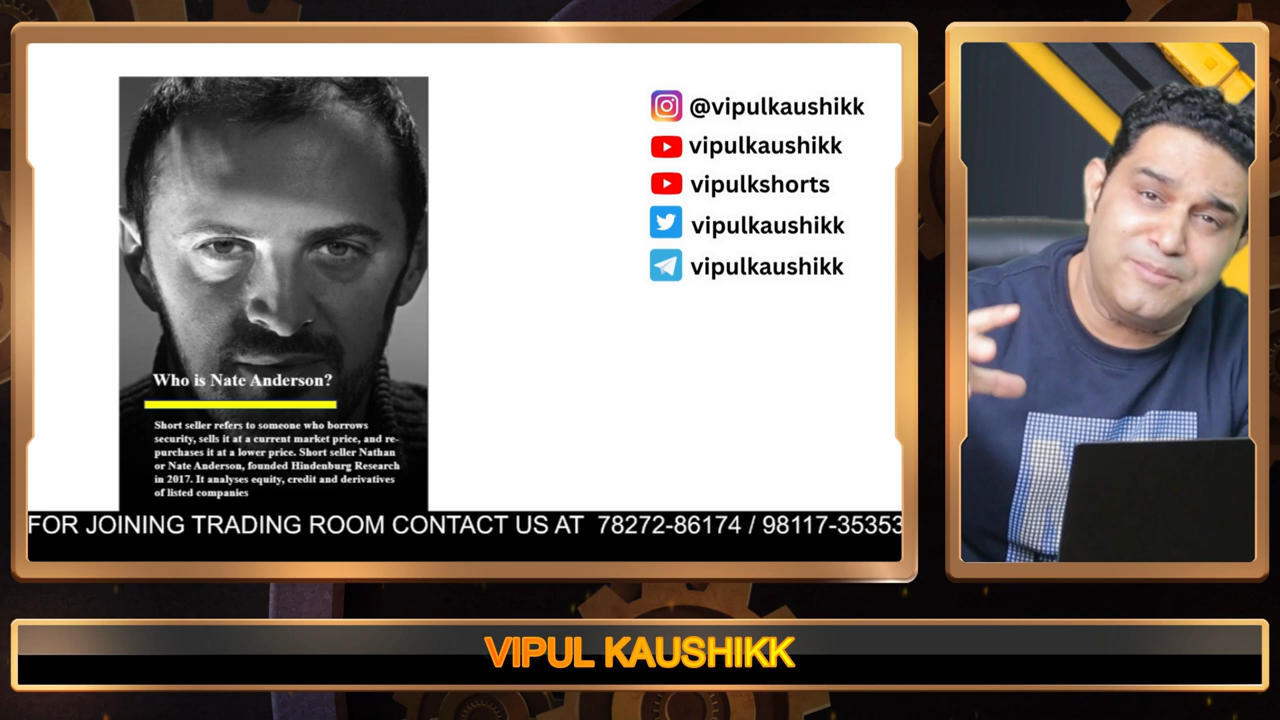 @vipulkaushikk
vipulkaushikk
vipulkshorts
vipulkaushikk
vipulkaushikk
Who is Nate Anderson?
Short seller refers to someone who borrows
security, sells it at a current market price, and re-
purchases it at a lower price. Short seller Nathan
or Nate Anderson, founded Hindenburg Research
in 2017. It analyses equity, credit and derivatives
of listed companies
FOR JOINING TRADING ROOM CONTACT US AT 78272-86174 / 98117-35353
VIPUL KAUSHIKK